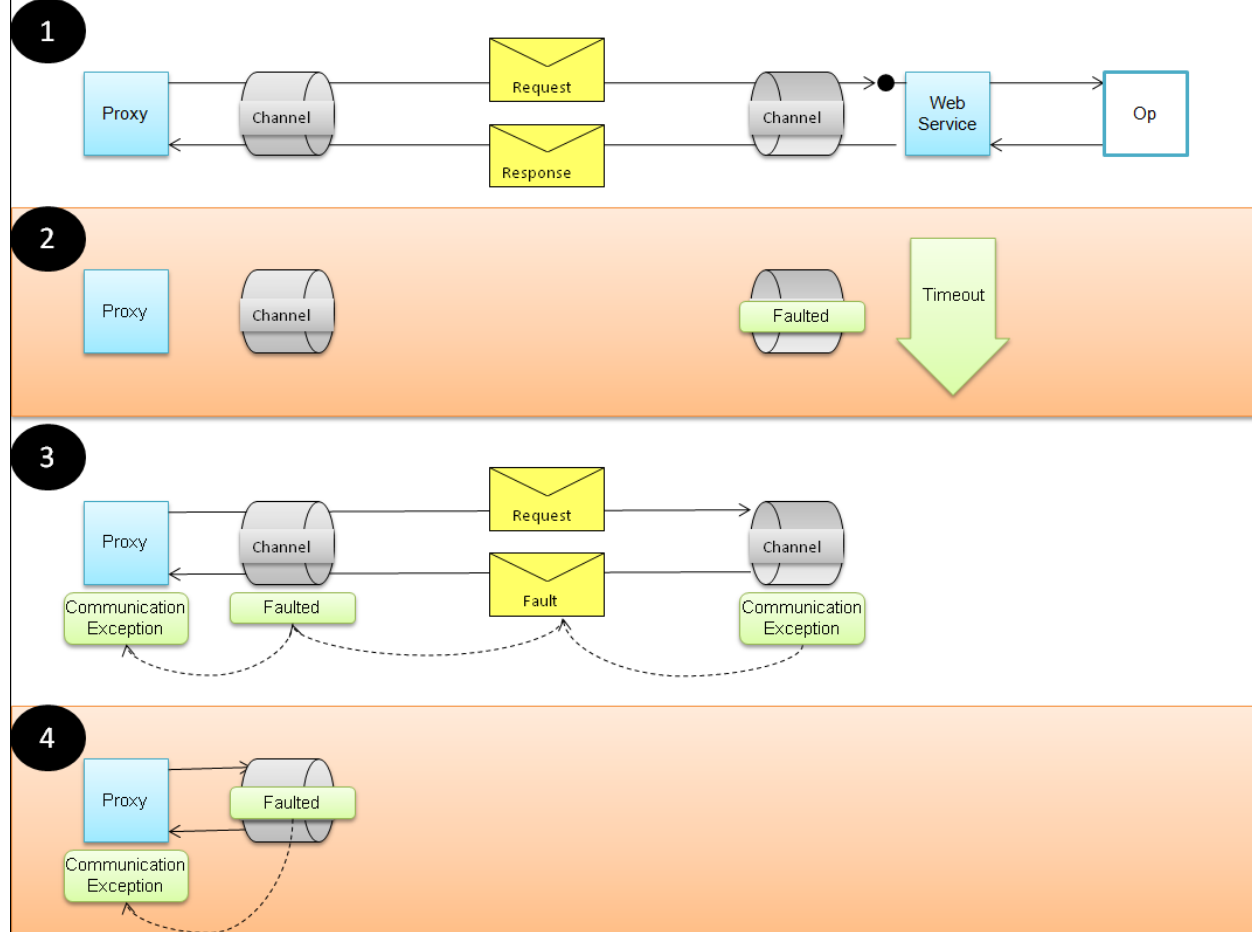 1
Request
Proxy
Channel
Channel
Web
Service
Op
Response
2
Proxy
Channel
Faulted
Timeout
3
Request
Proxy
Channel
Channel
Communication
Exception
Faulted
Fault
Communication
Exception
4
Proxy
Faulted
Communication
Exception